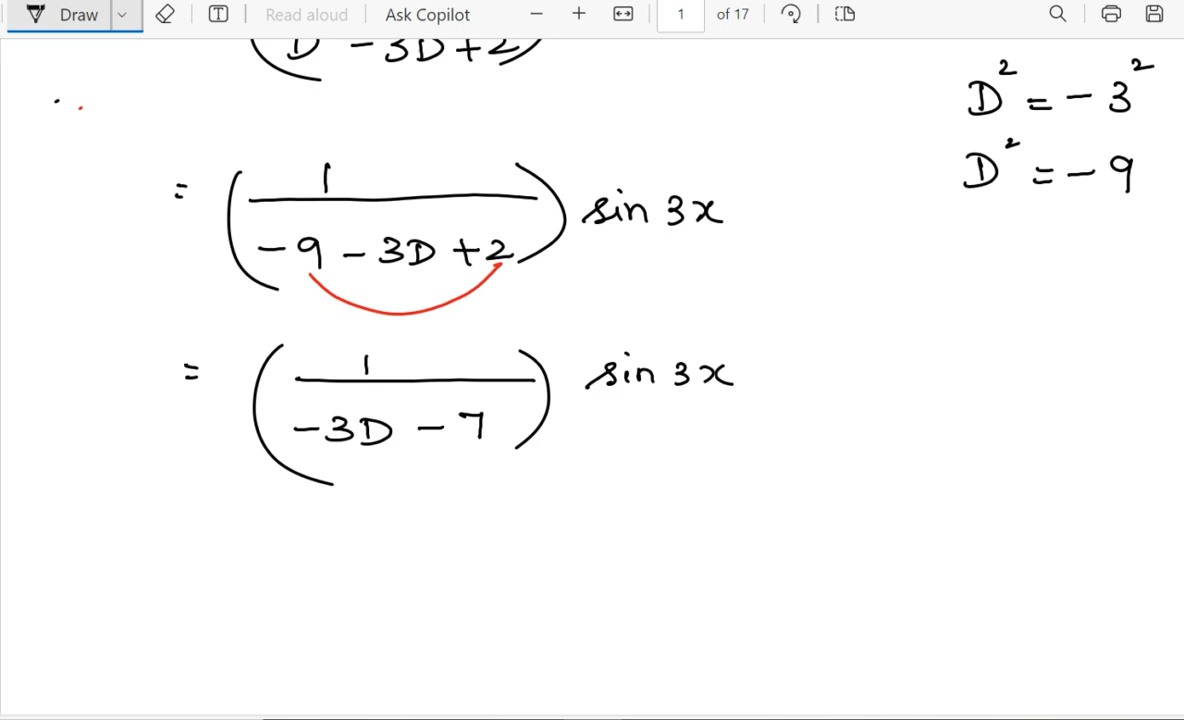 Draw T Read aloud Ask Copilot − + 1 of 17
D - 3D + 2
D² = - 3²
D² = - 9
= ( 1 / ( - 9 - 3D + 2 ) ) sin 3x
= ( 1 / ( - 3D - 7 ) ) sin 3x